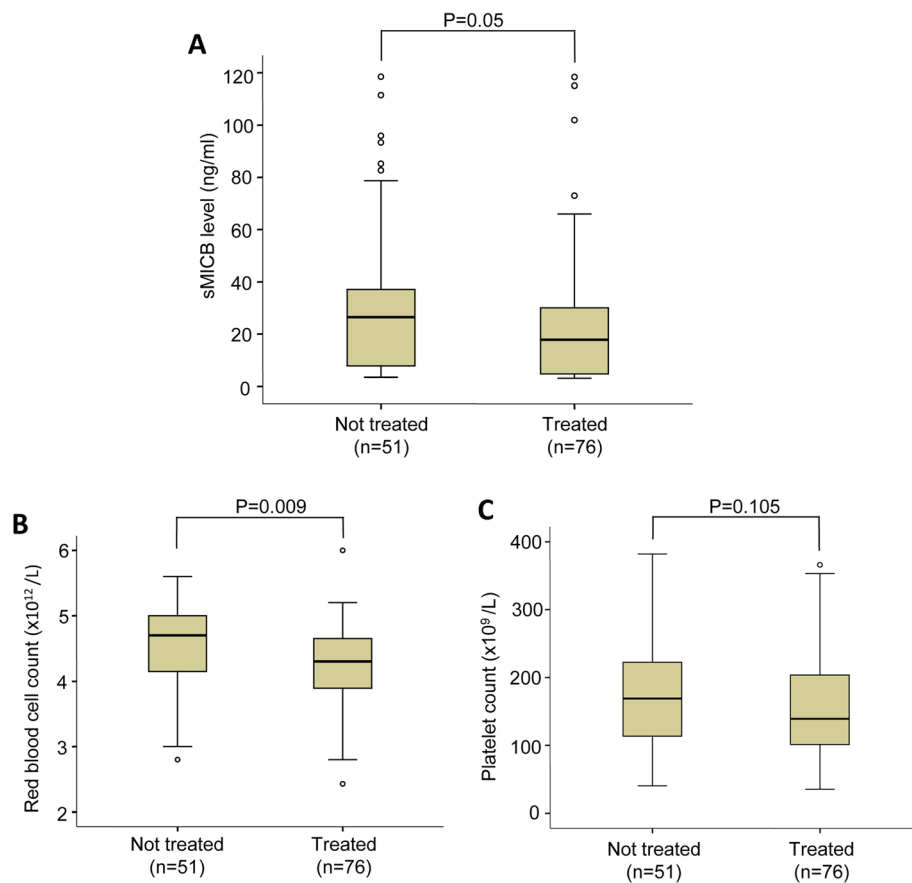 A
P=0.05
sMICB level (ng/ml)
120
100
80
60
40
20
0
Not treated
(n=51)
Treated
(n=76)
B
P=0.009
Red blood cell count (x10¹²/L)
6
5
4
3
2
Not treated
(n=51)
Treated
(n=76)
C
P=0.105
Platelet count (x10⁹/L)
400
300
200
100
0
Not treated
(n=51)
Treated
(n=76)